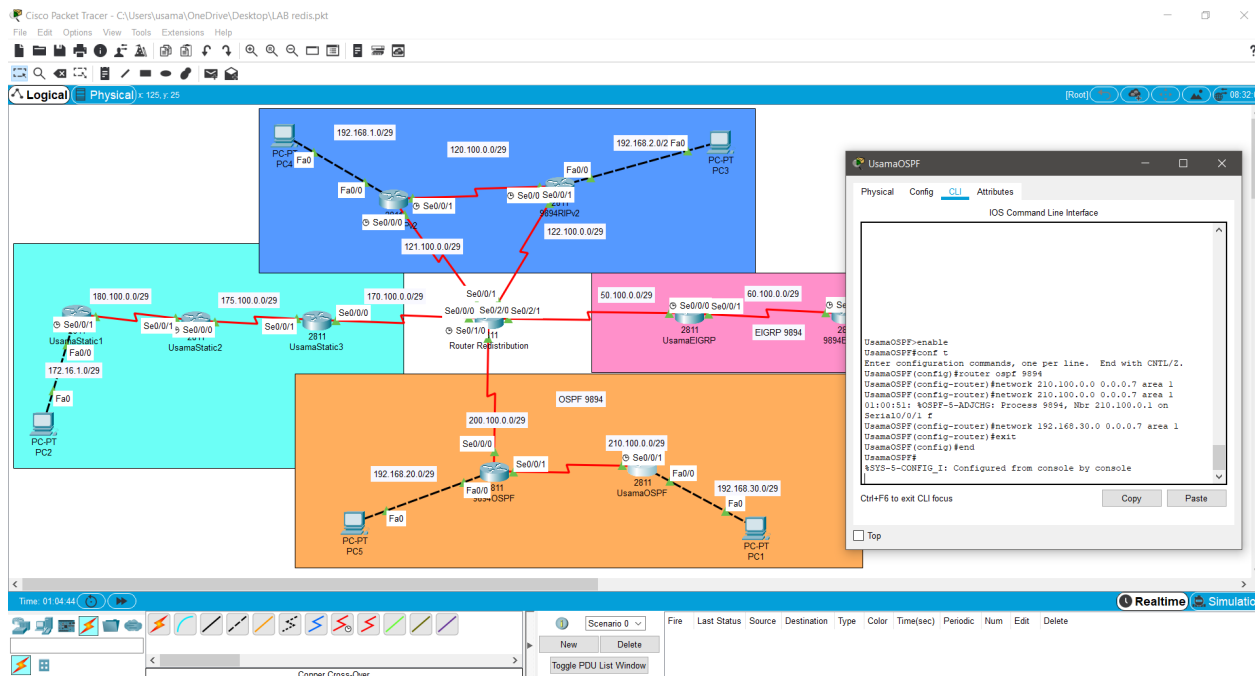 Cisco Packet Tracer - C:\Users\usama\OneDrive\Desktop\LAB redis.pkt
File Edit Options View Tools Extensions Help
Logical Physical x: 125, y: 25
[Root]
08:32:
192.168.1.0/29
120.100.0.0/29
192.168.2.0/2 Fa0
PC-PT
PC4
Fa0
PC-PT
PC3
Fa0/0
Fa0/0
Se0/0/1
Se0/0 Se0/0/1
2811
9894RIPv2
Se0/0/0
122.100.0.0/29
121.100.0.0/29
180.100.0.0/29
175.100.0.0/29
170.100.0.0/29
Se0/0/1
50.100.0.0/29
60.100.0.0/29
Se0/0/1
Se0/0/1
Se0/0/0
Se0/0/1
Se0/0/0
Se0/0/0
Se0/2/0
Se0/2/1
Se0/1/0
Se0/0/0
Se0/0/1
UsamaStatic1
UsamaStatic2
2811
UsamaStatic3
Router Redistribution
2811
UsamaEIGRP
EIGRP 9894
Fa0/0
172.16.1.0/29
Fa0
PC-PT
PC2
OSPF 9894
200.100.0.0/29
Se0/0/0
210.100.0.0/29
Se0/0/1
Se0/0/1
192.168.20.0/29
Fa0/0
9894OSPF
2811
UsamaOSPF
Fa0/0
192.168.30.0/29
Fa0
Fa0
PC-PT
PC5
PC-PT
PC1
UsamaOSPF
Physical Config CLI Attributes
IOS Command Line Interface
UsamaOSPF>enable
UsamaOSPF#conf t
Enter configuration commands, one per line. End with CNTL/Z.
UsamaOSPF(config)#router ospf 9894
UsamaOSPF(config-router)#network 210.100.0.0 0.0.0.7 area 1
UsamaOSPF(config-router)#network 210.100.0.0 0.0.0.7 area 1
01:00:51: %OSPF-5-ADJCHG: Process 9894, Nbr 210.100.0.1 on
Serial0/0/1 f
UsamaOSPF(config-router)#network 192.168.30.0 0.0.0.7 area 1
UsamaOSPF(config-router)#exit
UsamaOSPF(config)#end
UsamaOSPF#
%SYS-5-CONFIG_I: Configured from console by console
Ctrl+F6 to exit CLI focus
Copy
Paste
Top
Time: 01:04:44
Realtime
Simulatio
Scenario 0
New
Delete
Toggle PDU List Window
Fire Last Status Source Destination Type Color Time(sec) Periodic Num Edit Delete
Copper Cross-Over